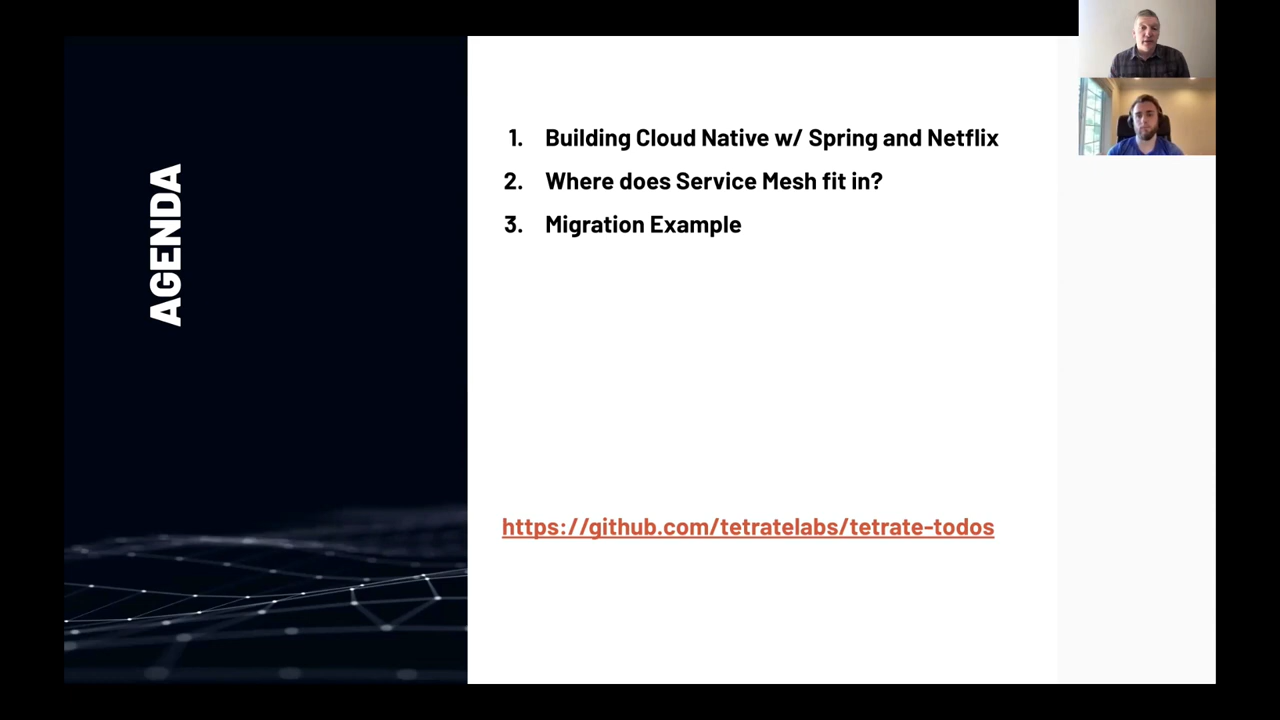 AGENDA
1. Building Cloud Native w/ Spring and Netflix
2. Where does Service Mesh fit in?
3. Migration Example
https://github.com/tetratelabs/tetrate-todos